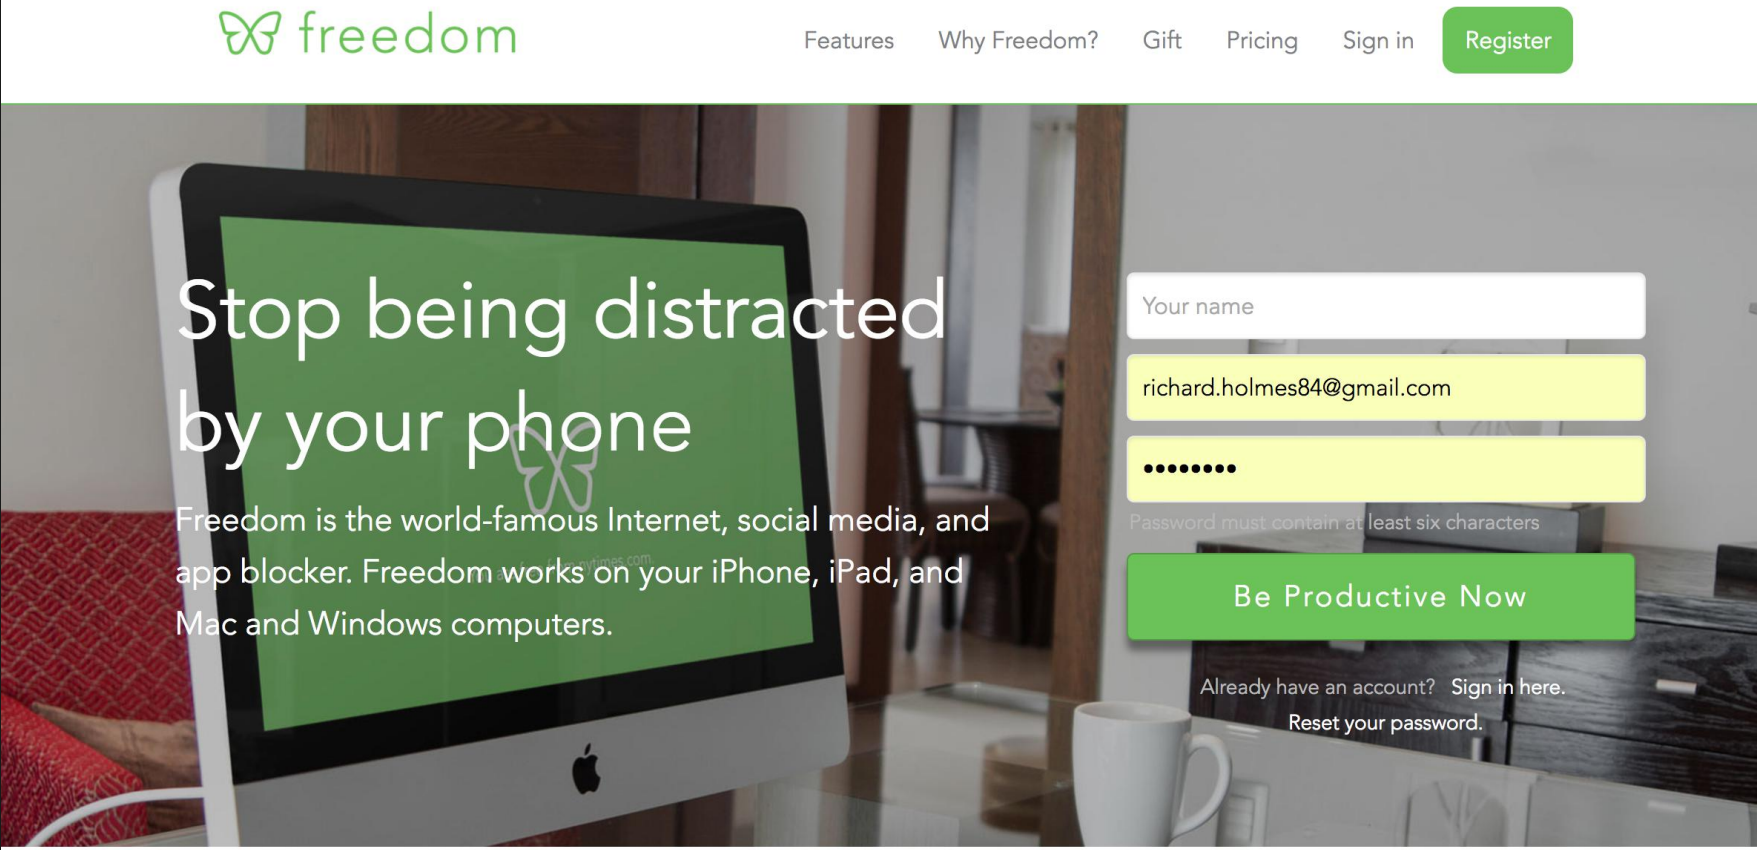 freedom
Features
Why Freedom?
Gift
Pricing
Sign in
Register
Stop being distracted
by your phone
Freedom is the world-famous Internet, social media, and
app blocker. Freedom works on your iPhone, iPad, and
Mac and Windows computers.
nytimes.com
Your name
richard.holmes84@gmail.com
Password must contain at least six characters
Be Productive Now
Already have an account? Sign in here.
Reset your password.